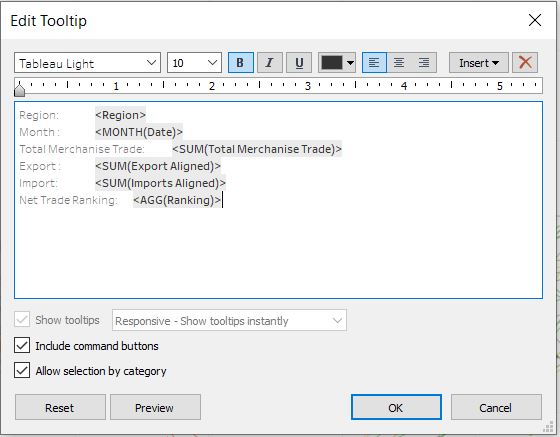 Edit Tooltip
Tableau Light 10 B I U Insert
1 2 3 4 5
Region: <Region>
Month : <MONTH(Date)>
Total Merchanise Trade: <SUM(Total Merchanise Trade)>
Export : <SUM(Export Aligned)>
Import: <SUM(Imports Aligned)>
Net Trade Ranking: <AGG(Ranking)>
Show tooltips Responsive - Show tooltips instantly
Include command buttons
Allow selection by category
Reset Preview OK Cancel